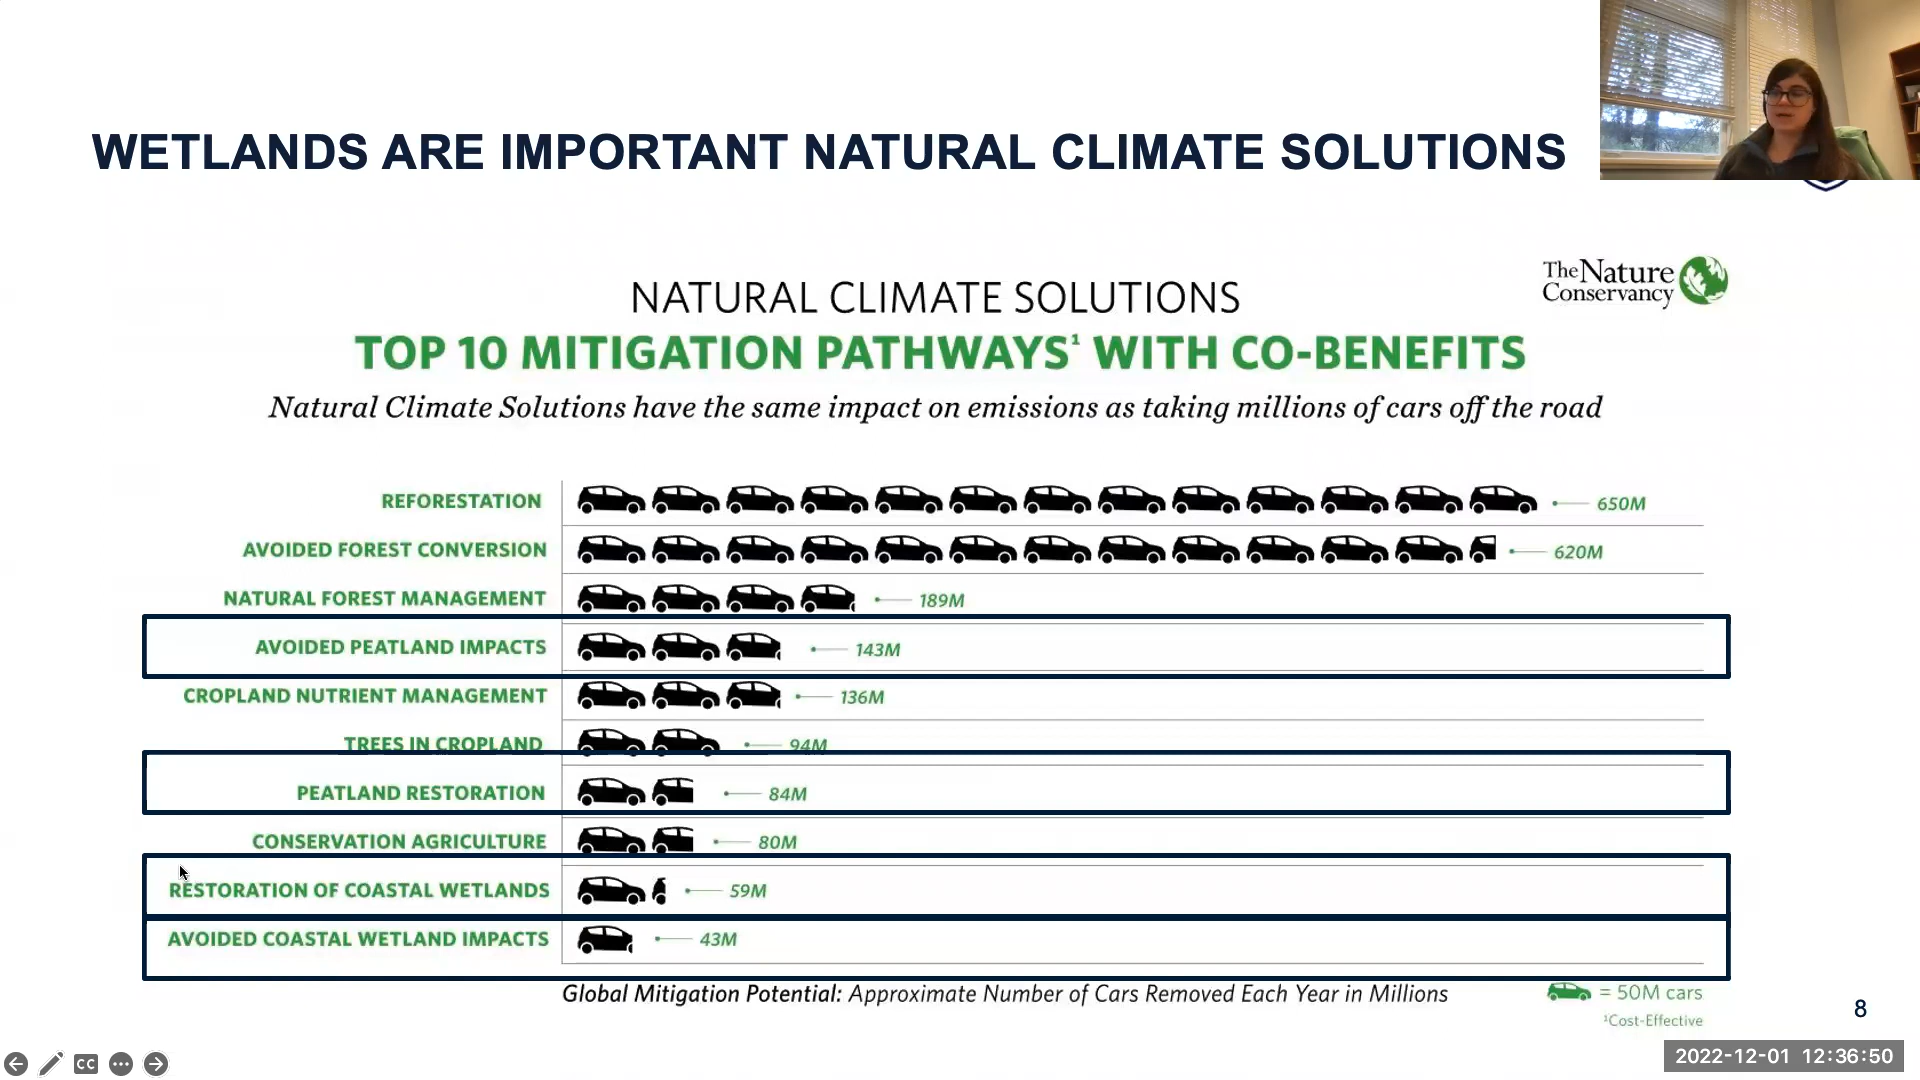 WETLANDS ARE IMPORTANT NATURAL CLIMATE SOLUTIONS
The Nature
Conservancy
NATURAL CLIMATE SOLUTIONS
TOP 10 MITIGATION PATHWAYS¹ WITH CO-BENEFITS
Natural Climate Solutions have the same impact on emissions as taking millions of cars off the road
REFORESTATION 650M
AVOIDED FOREST CONVERSION 620M
NATURAL FOREST MANAGEMENT 189M
AVOIDED PEATLAND IMPACTS 143M
CROPLAND NUTRIENT MANAGEMENT 136M
TREES IN CROPLAND 94M
PEATLAND RESTORATION 84M
CONSERVATION AGRICULTURE 80M
RESTORATION OF COASTAL WETLANDS 59M
AVOIDED COASTAL WETLAND IMPACTS 43M
Global Mitigation Potential: Approximate Number of Cars Removed Each Year in Millions
= 50M cars
¹Cost-Effective
8
CC
2022-12-01 12:36:50